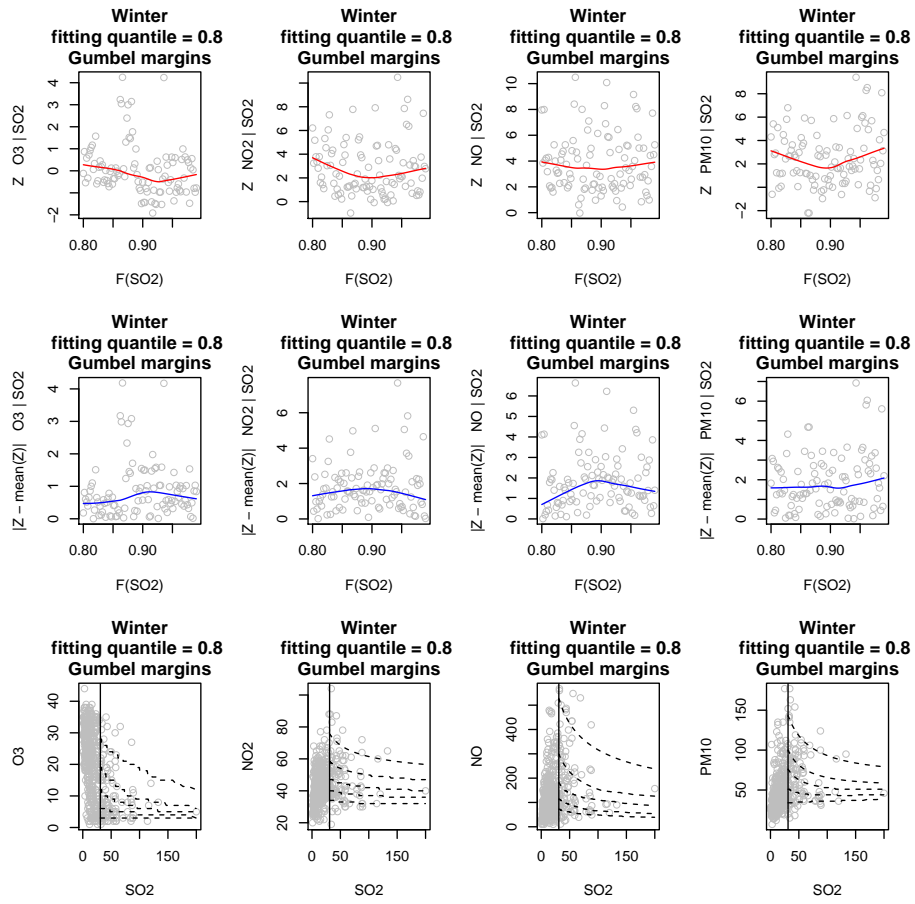 Winter
fitting quantile = 0.8
Gumbel margins
Z   O3 | SO2
−2 0 1 2 3 4
0.80 0.90
F(SO2)
Winter
fitting quantile = 0.8
Gumbel margins
Z   NO2 | SO2
0 2 4 6 8
0.80 0.90
F(SO2)
Winter
fitting quantile = 0.8
Gumbel margins
Z   NO | SO2
0 2 4 6 8 10
0.80 0.90
F(SO2)
Winter
fitting quantile = 0.8
Gumbel margins
Z   PM10 | SO2
−2 2 4 6 8
0.80 0.90
F(SO2)
Winter
fitting quantile = 0.8
Gumbel margins
|Z − mean(Z)|   O3 | SO2
0 1 2 3 4
0.80 0.90
F(SO2)
Winter
fitting quantile = 0.8
Gumbel margins
|Z − mean(Z)|   NO2 | SO2
0 2 4 6
0.80 0.90
F(SO2)
Winter
fitting quantile = 0.8
Gumbel margins
|Z − mean(Z)|   NO | SO2
0 1 2 3 4 5 6
0.80 0.90
F(SO2)
Winter
fitting quantile = 0.8
Gumbel margins
|Z − mean(Z)|   PM10 | SO2
0 1 2 3 4 5 6
0.80 0.90
F(SO2)
Winter
fitting quantile = 0.8
Gumbel margins
O3
0 10 20 30 40
0 50 150
SO2
Winter
fitting quantile = 0.8
Gumbel margins
NO2
20 40 60 80
0 50 150
SO2
Winter
fitting quantile = 0.8
Gumbel margins
NO
0 100 200 400
0 50 150
SO2
Winter
fitting quantile = 0.8
Gumbel margins
PM10
50 100 150
0 50 150
SO2